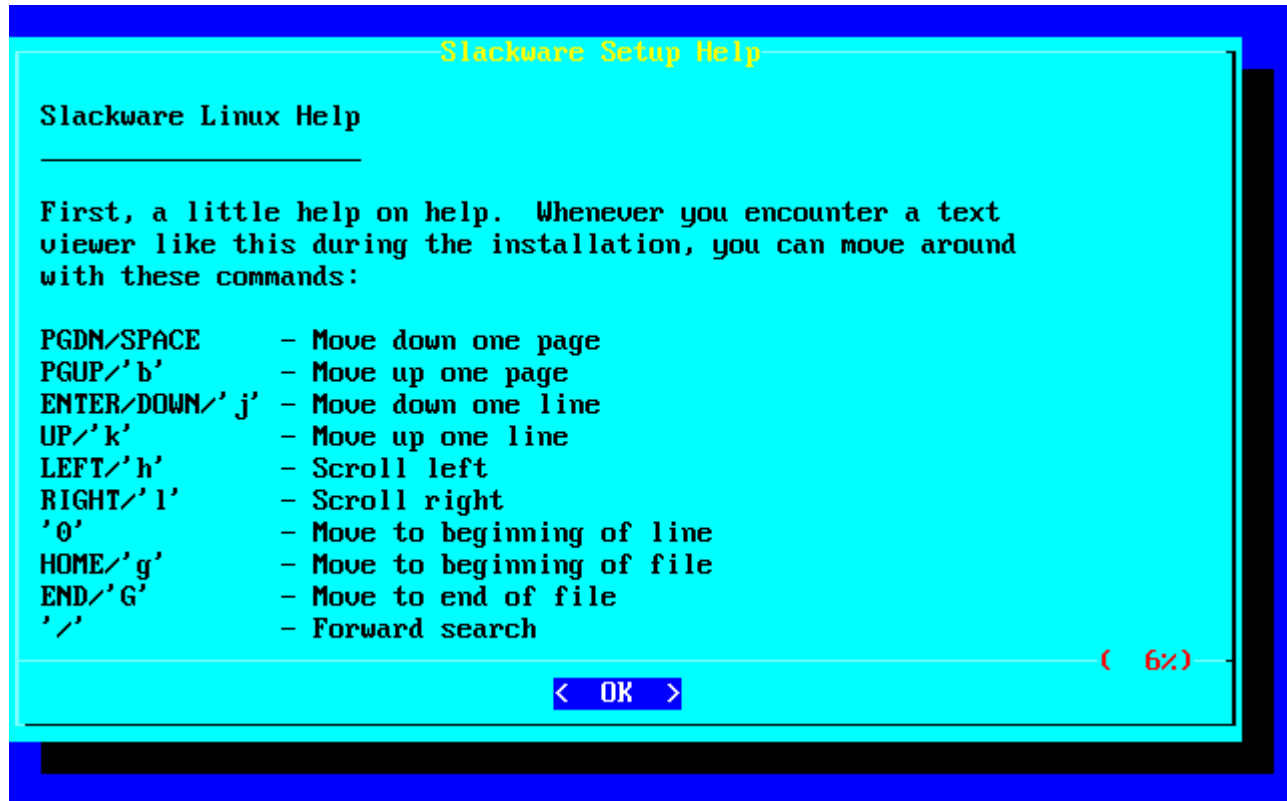 Slackware Setup Help
Slackware Linux Help
____________________
First, a little help on help.  Whenever you encounter a text
viewer like this during the installation, you can move around
with these commands:
PGDN/SPACE     - Move down one page
PGUP/'b'       - Move up one page
ENTER/DOWN/'j' - Move down one line
UP/'k'         - Move up one line
LEFT/'h'       - Scroll left
RIGHT/'l'      - Scroll right
'0'            - Move to beginning of line
HOME/'g'       - Move to beginning of file
END/'G'        - Move to end of file
'/'            - Forward search
(  6%)
<  OK  >